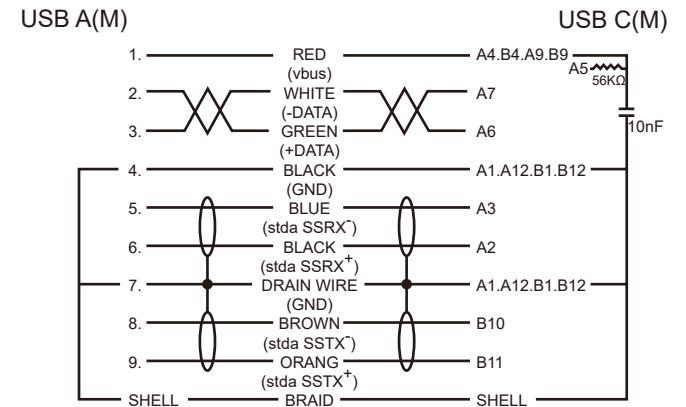 USB A(M) USB C(M)
1. RED A4.B4.A9.B9
(vbus) A5 56KΩ
2. WHITE A7
(-DATA) 10nF
3. GREEN A6
(+DATA)
4. BLACK A1.A12.B1.B12
(GND)
5. BLUE A3
(stda SSRX-)
6. BLACK A2
(stda SSRX+)
7. DRAIN WIRE A1.A12.B1.B12
(GND)
8. BROWN B10
(stda SSTX-)
9. ORANG B11
(stda SSTX+)
SHELL BRAID SHELL